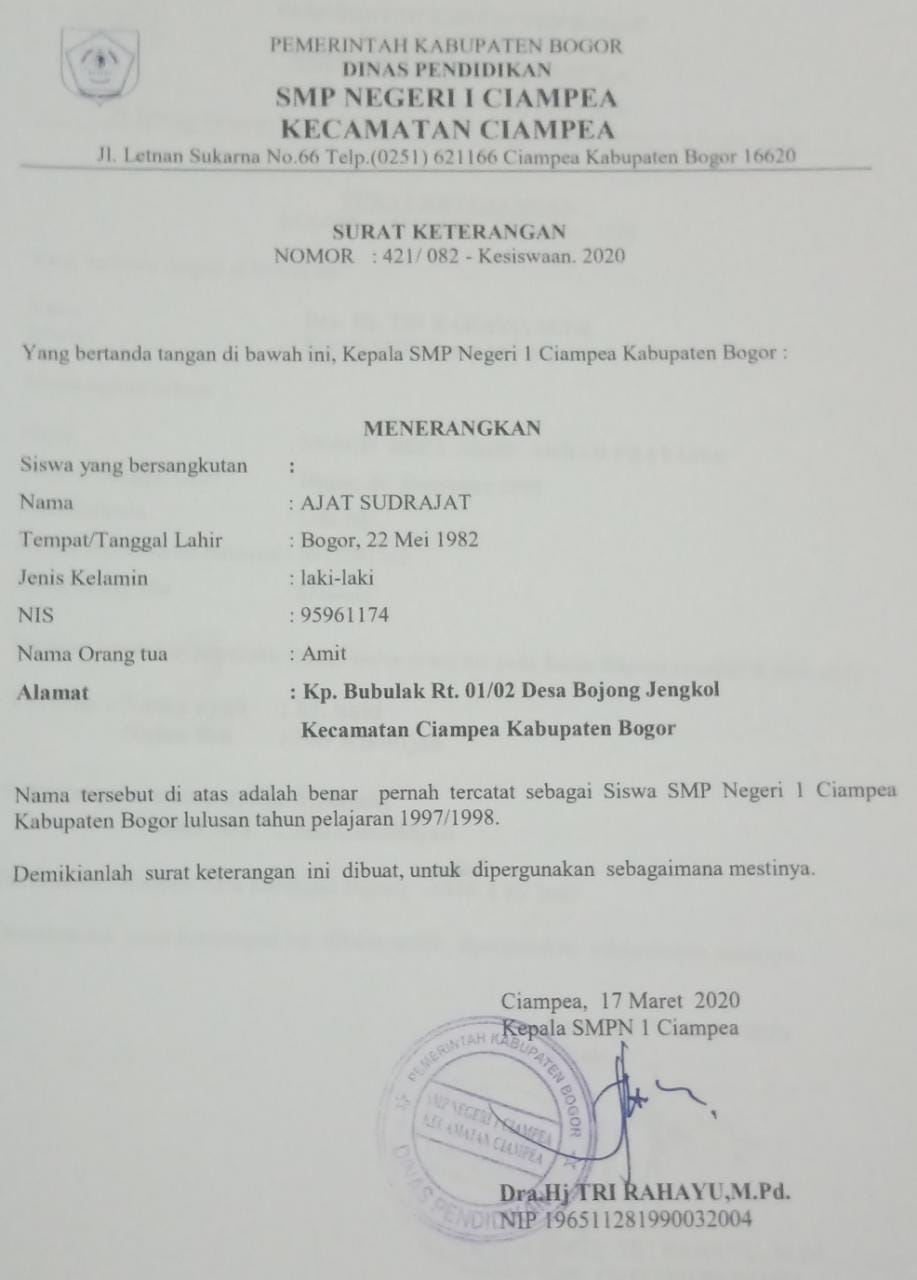 PEMERINTAH KABUPATEN BOGOR
DINAS PENDIDIKAN
SMP NEGERI I CIAMPEA
KECAMATAN CIAMPEA
Jl. Letnan Sukarna No.66 Telp.(0251) 621166 Ciampea Kabupaten Bogor 16620
SURAT KETERANGAN
NOMOR : 421/ 082 - Kesiswaan. 2020
Yang bertanda tangan di bawah ini, Kepala SMP Negeri 1 Ciampea Kabupaten Bogor :
MENERANGKAN
Siswa yang bersangkutan :
Nama : AJAT SUDRAJAT
Tempat/Tanggal Lahir : Bogor, 22 Mei 1982
Jenis Kelamin : laki-laki
NIS : 95961174
Nama Orang tua : Amit
Alamat : Kp. Bubulak Rt. 01/02 Desa Bojong Jengkol
Kecamatan Ciampea Kabupaten Bogor
Nama tersebut di atas adalah benar pernah tercatat sebagai Siswa SMP Negeri 1 Ciampea
Kabupaten Bogor lulusan tahun pelajaran 1997/1998.
Demikianlah surat keterangan ini dibuat, untuk dipergunakan sebagaimana mestinya.
Ciampea, 17 Maret 2020
Kepala SMPN 1 Ciampea
PEMERINTAH KABUPATEN BOGOR
SMP NEGERI 1 CIAMPEA
KECAMATAN CIAMPEA
DINAS PENDIDIKAN
Dra.Hj TRI RAHAYU,M.Pd.
NIP 196511281990032004